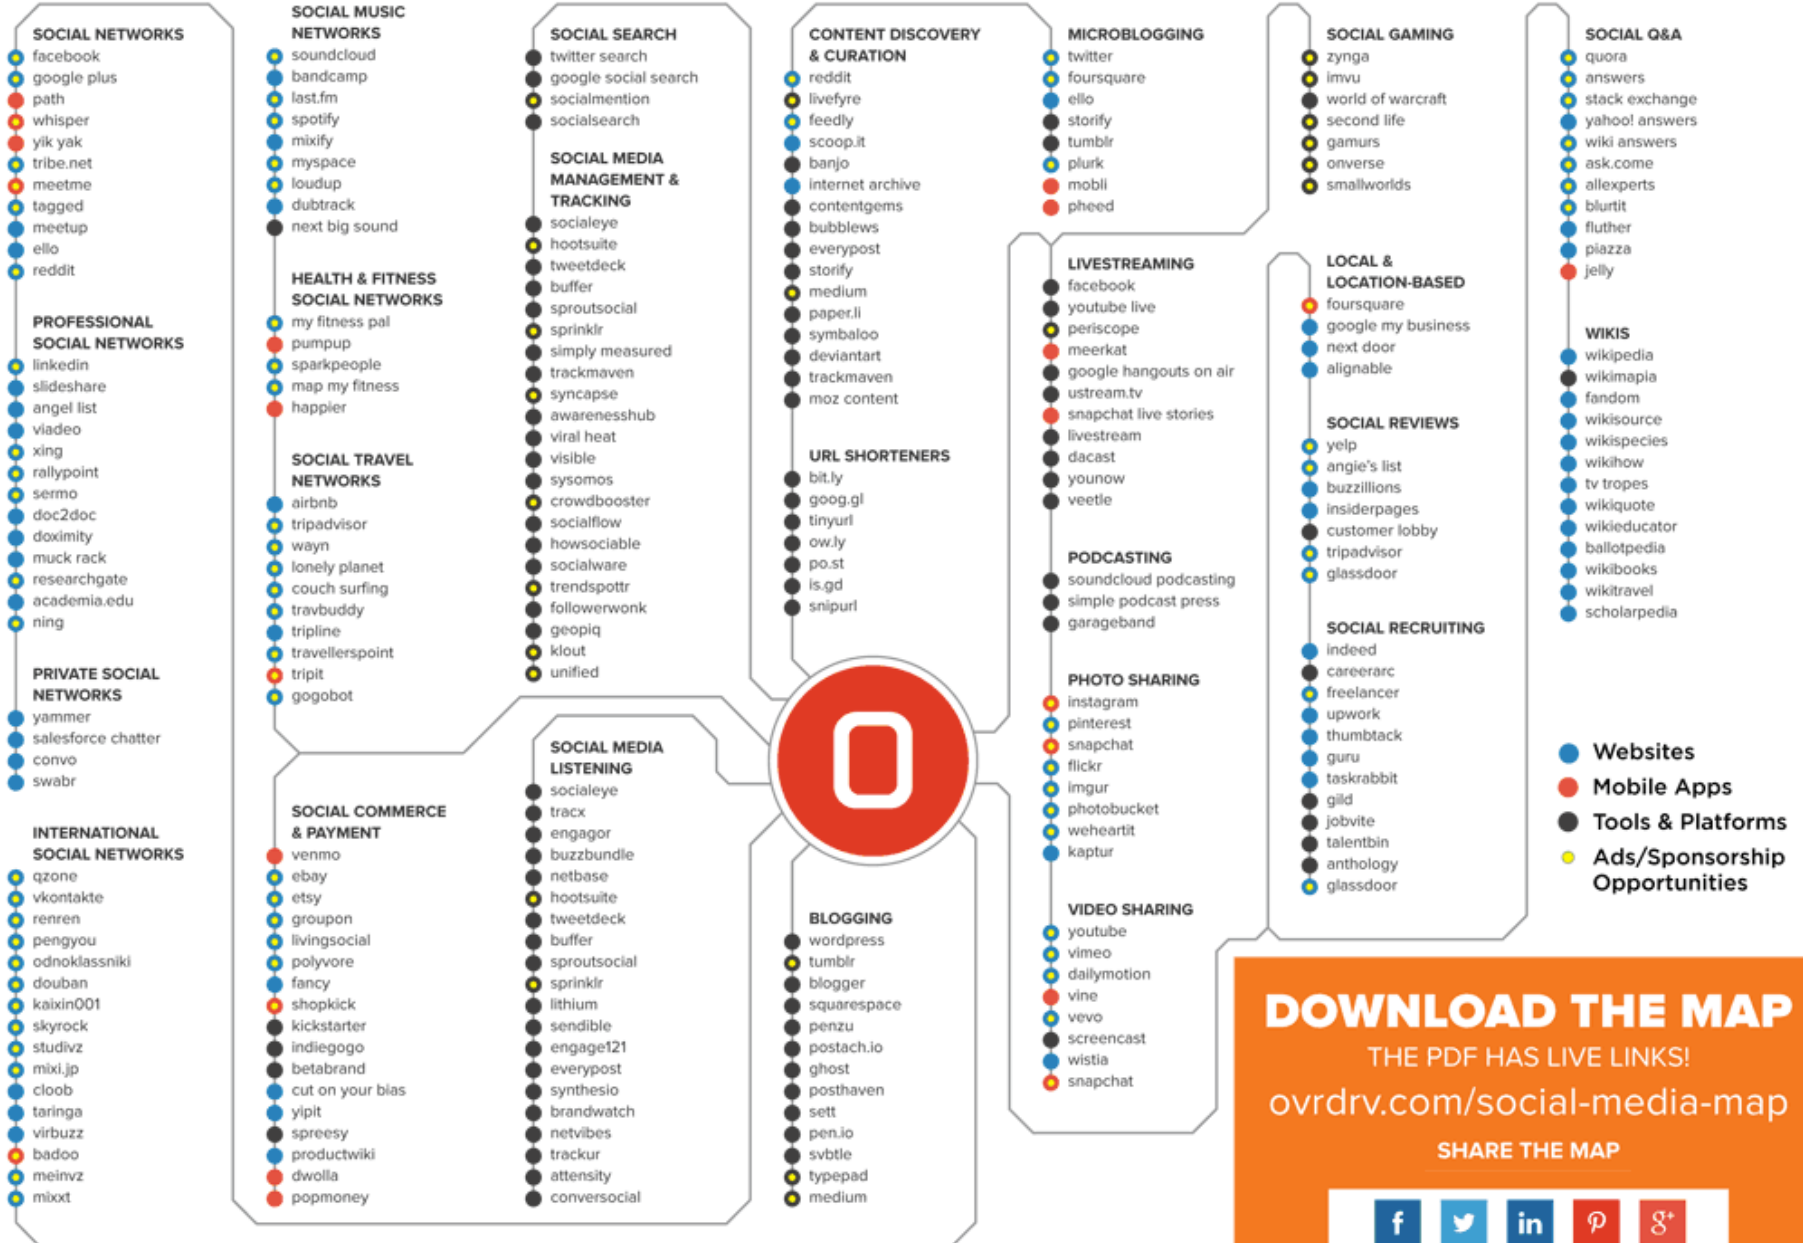 SOCIAL NETWORKS
facebook
google plus
path
whisper
yik yak
tribe.net
meetme
tagged
meetup
ello
reddit
PROFESSIONAL
SOCIAL NETWORKS
linkedin
slideshare
angel list
viadeo
xing
rallypoint
sermo
doc2doc
doximity
muck rack
researchgate
academia.edu
ning
PRIVATE SOCIAL
NETWORKS
yammer
salesforce chatter
convo
swabr
INTERNATIONAL
SOCIAL NETWORKS
qzone
vkontakte
renren
pengyou
odnoklassniki
douban
kaixin001
skyrock
studivz
mixi.jp
cloob
taringa
virbuzz
badoo
meinvz
mixxt
SOCIAL MUSIC
NETWORKS
soundcloud
bandcamp
last.fm
spotify
mixify
myspace
loudup
dubtrack
next big sound
HEALTH & FITNESS
SOCIAL NETWORKS
my fitness pal
pumpup
sparkpeople
map my fitness
happier
SOCIAL TRAVEL
NETWORKS
airbnb
tripadvisor
wayn
lonely planet
couch surfing
travbuddy
tripline
travellerspoint
tripit
gogobot
SOCIAL COMMERCE
& PAYMENT
venmo
ebay
etsy
groupon
livingsocial
polyvore
fancy
shopkick
kickstarter
indiegogo
betabrand
cut on your bias
yipit
spreesy
productwiki
dwolla
popmoney
SOCIAL SEARCH
twitter search
google social search
socialmention
socialsearch
SOCIAL MEDIA
MANAGEMENT &
TRACKING
socialeye
hootsuite
tweetdeck
buffer
sproutsocial
sprinklr
simply measured
trackmaven
syncapse
awarenesshub
viral heat
visible
sysomos
crowdbooster
socialflow
howsociable
socialware
trendspottr
followerwonk
geopiq
klout
unified
SOCIAL MEDIA
LISTENING
socialeye
tracx
engagor
buzzbundle
netbase
hootsuite
tweetdeck
buffer
sproutsocial
sprinklr
lithium
sendible
engage121
everypost
synthesio
brandwatch
netvibes
trackur
attensity
conversocial
CONTENT DISCOVERY
& CURATION
reddit
livefyre
feedly
scoop.it
banjo
internet archive
contentgems
bubblews
everypost
storify
medium
paper.li
symbaloo
deviantart
trackmaven
moz content
URL SHORTENERS
bit.ly
goog.gl
tinyurl
ow.ly
po.st
is.gd
snipurl
BLOGGING
wordpress
tumblr
blogger
squarespace
penzu
postach.io
ghost
posthaven
sett
pen.io
svbtle
typepad
medium
MICROBLOGGING
twitter
foursquare
ello
storify
tumblr
plurk
mobli
pheed
LIVESTREAMING
facebook
youtube live
periscope
meerkat
google hangouts on air
ustream.tv
snapchat live stories
livestream
dacast
younow
veetle
PODCASTING
soundcloud podcasting
simple podcast press
garageband
PHOTO SHARING
instagram
pinterest
snapchat
flickr
imgur
photobucket
weheartit
kaptur
VIDEO SHARING
youtube
vimeo
dailymotion
vine
vevo
screencast
wistia
snapchat
SOCIAL GAMING
zynga
imvu
world of warcraft
second life
gamurs
onverse
smallworlds
LOCAL &
LOCATION-BASED
foursquare
google my business
next door
alignable
SOCIAL REVIEWS
yelp
angie's list
buzzillions
insiderpages
customer lobby
tripadvisor
glassdoor
SOCIAL RECRUITING
indeed
careerarc
freelancer
upwork
thumbtack
guru
taskrabbit
gild
jobvite
talentbin
anthology
glassdoor
SOCIAL Q&A
quora
answers
stack exchange
yahoo! answers
wiki answers
ask.come
allexperts
blurtit
fluther
piazza
jelly
WIKIS
wikipedia
wikimapia
fandom
wikisource
wikispecies
wikihow
tv tropes
wikiquote
wikieducator
ballotpedia
wikibooks
wikitravel
scholarpedia
Websites
Mobile Apps
Tools & Platforms
Ads/Sponsorship
Opportunities
DOWNLOAD THE MAP
THE PDF HAS LIVE LINKS!
ovrdrv.com/social-media-map
SHARE THE MAP
f in g+